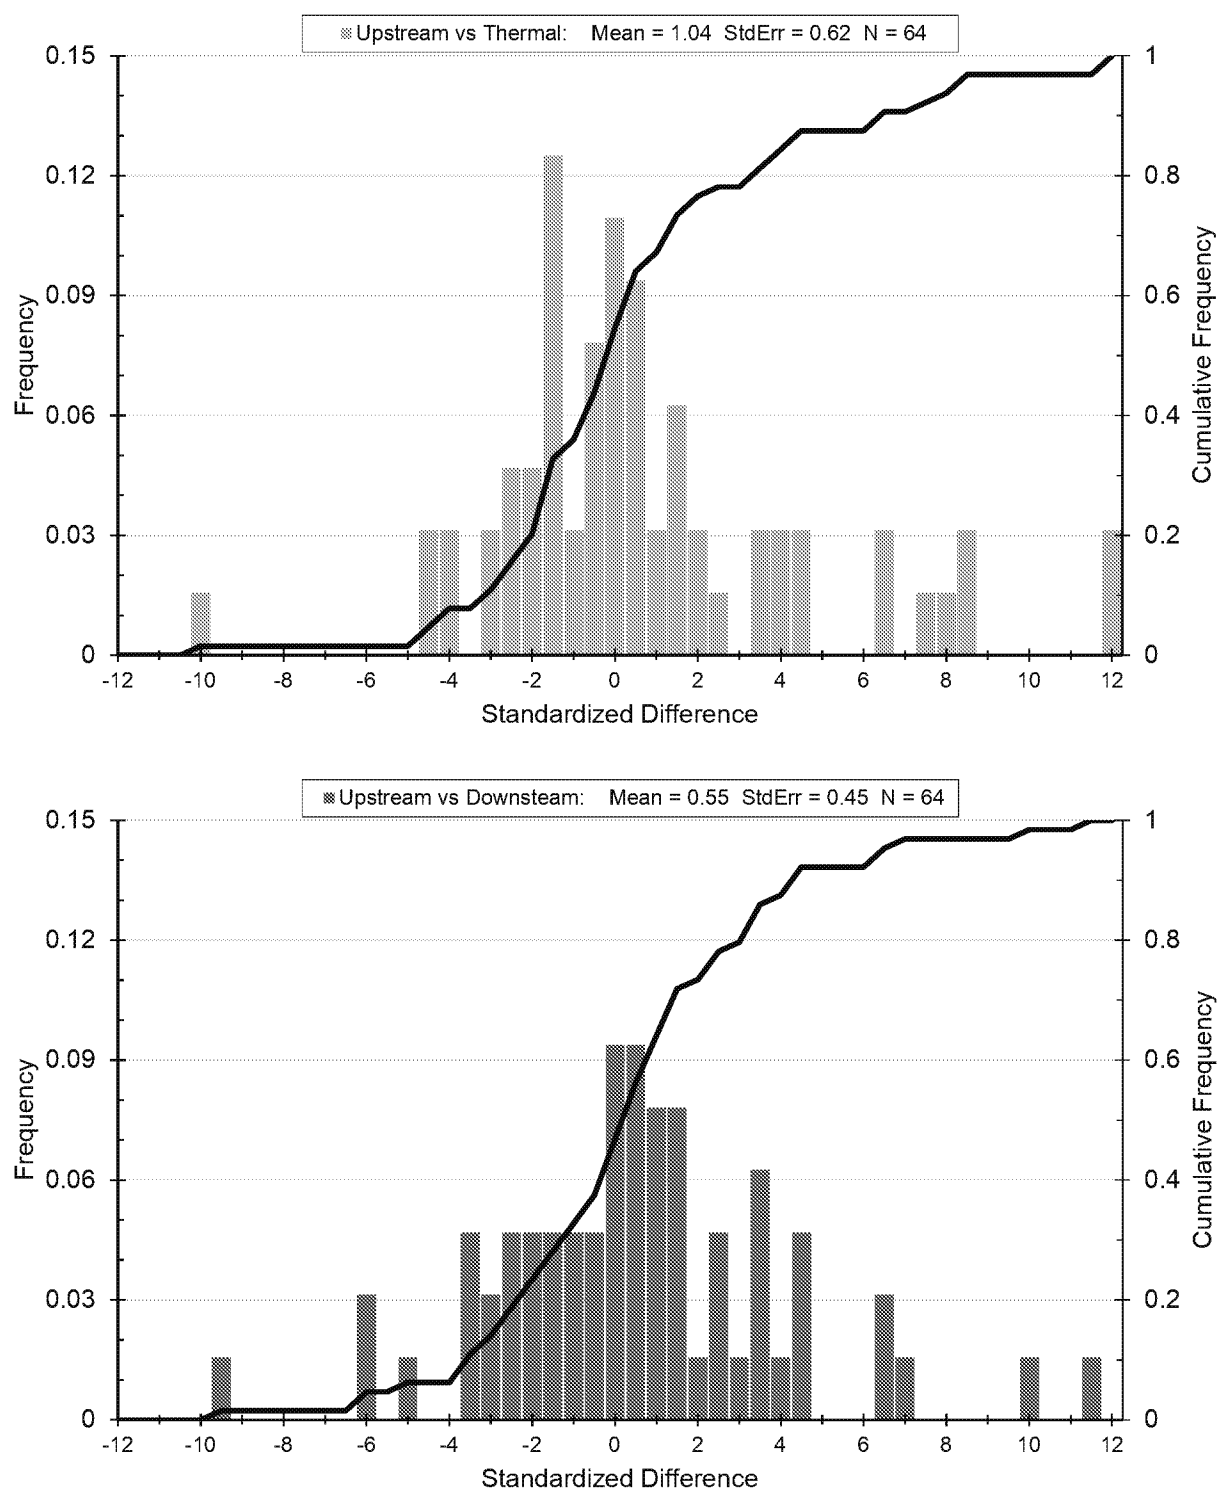 Upstream vs Thermal: Mean = 1.04 StdErr = 0.62 N = 64
0.15
0.12
0.09
0.06
0.03
0
Frequency
1
0.8
0.6
0.4
0.2
0
Cumulative Frequency
-12 -10 -8 -6 -4 -2 0 2 4 6 8 10 12
Standardized Difference
Upstream vs Downsteam: Mean = 0.55 StdErr = 0.45 N = 64
0.15
0.12
0.09
0.06
0.03
0
Frequency
1
0.8
0.6
0.4
0.2
0
Cumulative Frequency
-12 -10 -8 -6 -4 -2 0 2 4 6 8 10 12
Standardized Difference